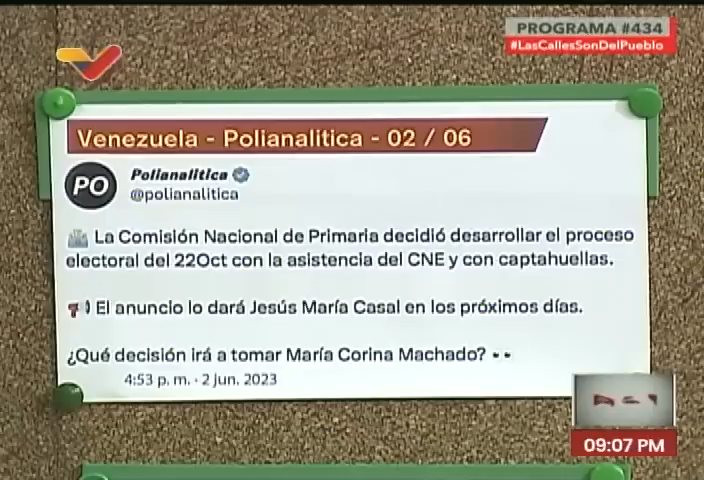 PROGRAMA #434
#LasCallesSonDelPueblo
Venezuela - Polianalitica - 02 / 06
PO
Polianalitica
@polianalitica
La Comisión Nacional de Primaria decidió desarrollar el proceso
electoral del 22Oct con la asistencia del CNE y con captahuellas.
El anuncio lo dará Jesús María Casal en los próximos días.
¿Qué decisión irá a tomar María Corina Machado?
4:53 p. m. · 2 jun. 2023
09:07 PM